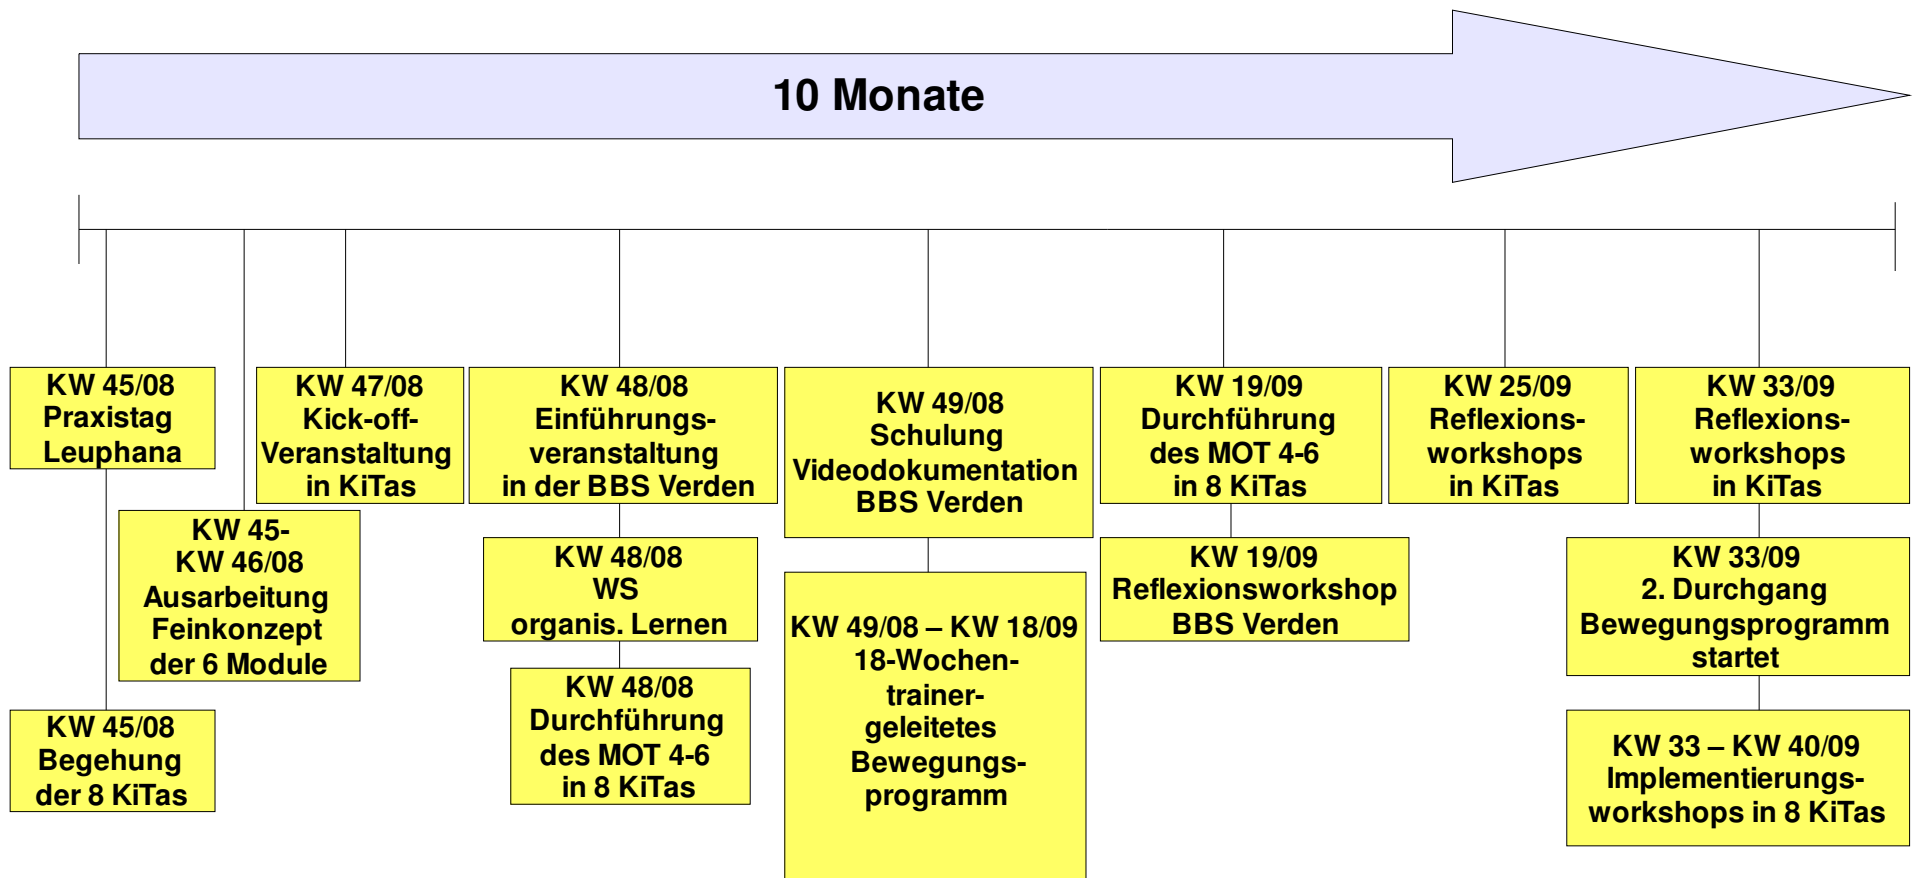 10 Monate
KW 45/08
Praxistag
Leuphana
KW 45/08
Begehung
der 8 KiTas
KW 45-
KW 46/08
Ausarbeitung
Feinkonzept
der 6 Module
KW 47/08
Kick-off-
Veranstaltung
in KiTas
KW 48/08
Einführungs-
veranstaltung
in der BBS Verden
KW 48/08
WS
organis. Lernen
KW 48/08
Durchführung
des MOT 4-6
in 8 KiTas
KW 49/08
Schulung
Videodokumentation
BBS Verden
KW 49/08 – KW 18/09
18-Wochen-
trainer-
geleitetes
Bewegungs-
programm
KW 19/09
Durchführung
des MOT 4-6
in 8 KiTas
KW 19/09
Reflexionsworkshop
BBS Verden
KW 25/09
Reflexions-
workshops
in KiTas
KW 33/09
Reflexions-
workshops
in KiTas
KW 33/09
2. Durchgang
Bewegungsprogramm
startet
KW 33 – KW 40/09
Implementierungs-
workshops in 8 KiTas